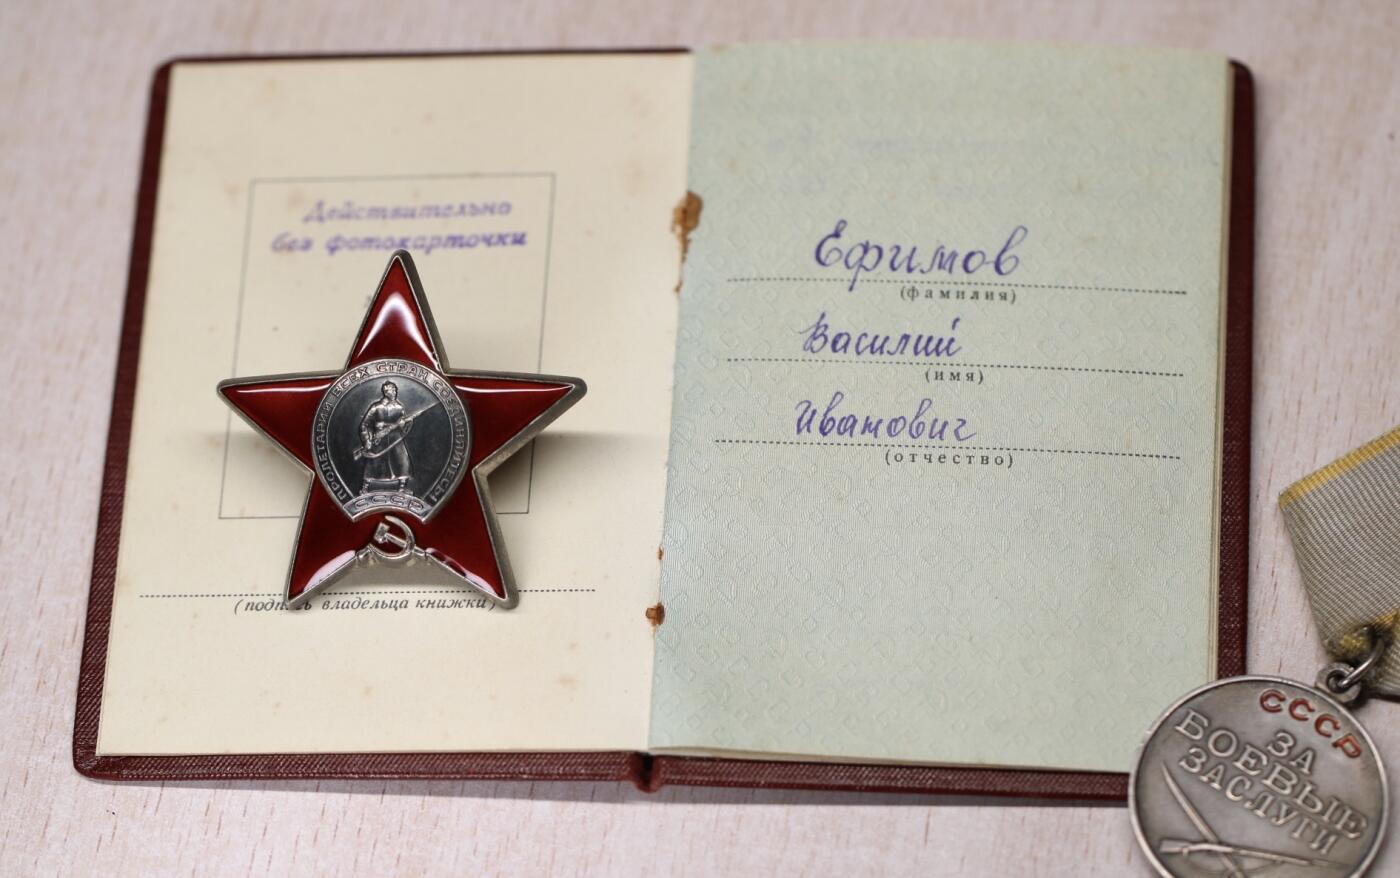 Действительно
без фотокарточки
ПРОЛЕТАРИИ ВСЕХ СТРАН СОЕДИНЯЙТЕСЬ!
СССР
(подпись владельца книжки)
Ефимов
(фамилия)
Василий
(имя)
Иванович
(отчество)
СССР
ЗА
БОЕВЫЕ
ЗАСЛУГИ